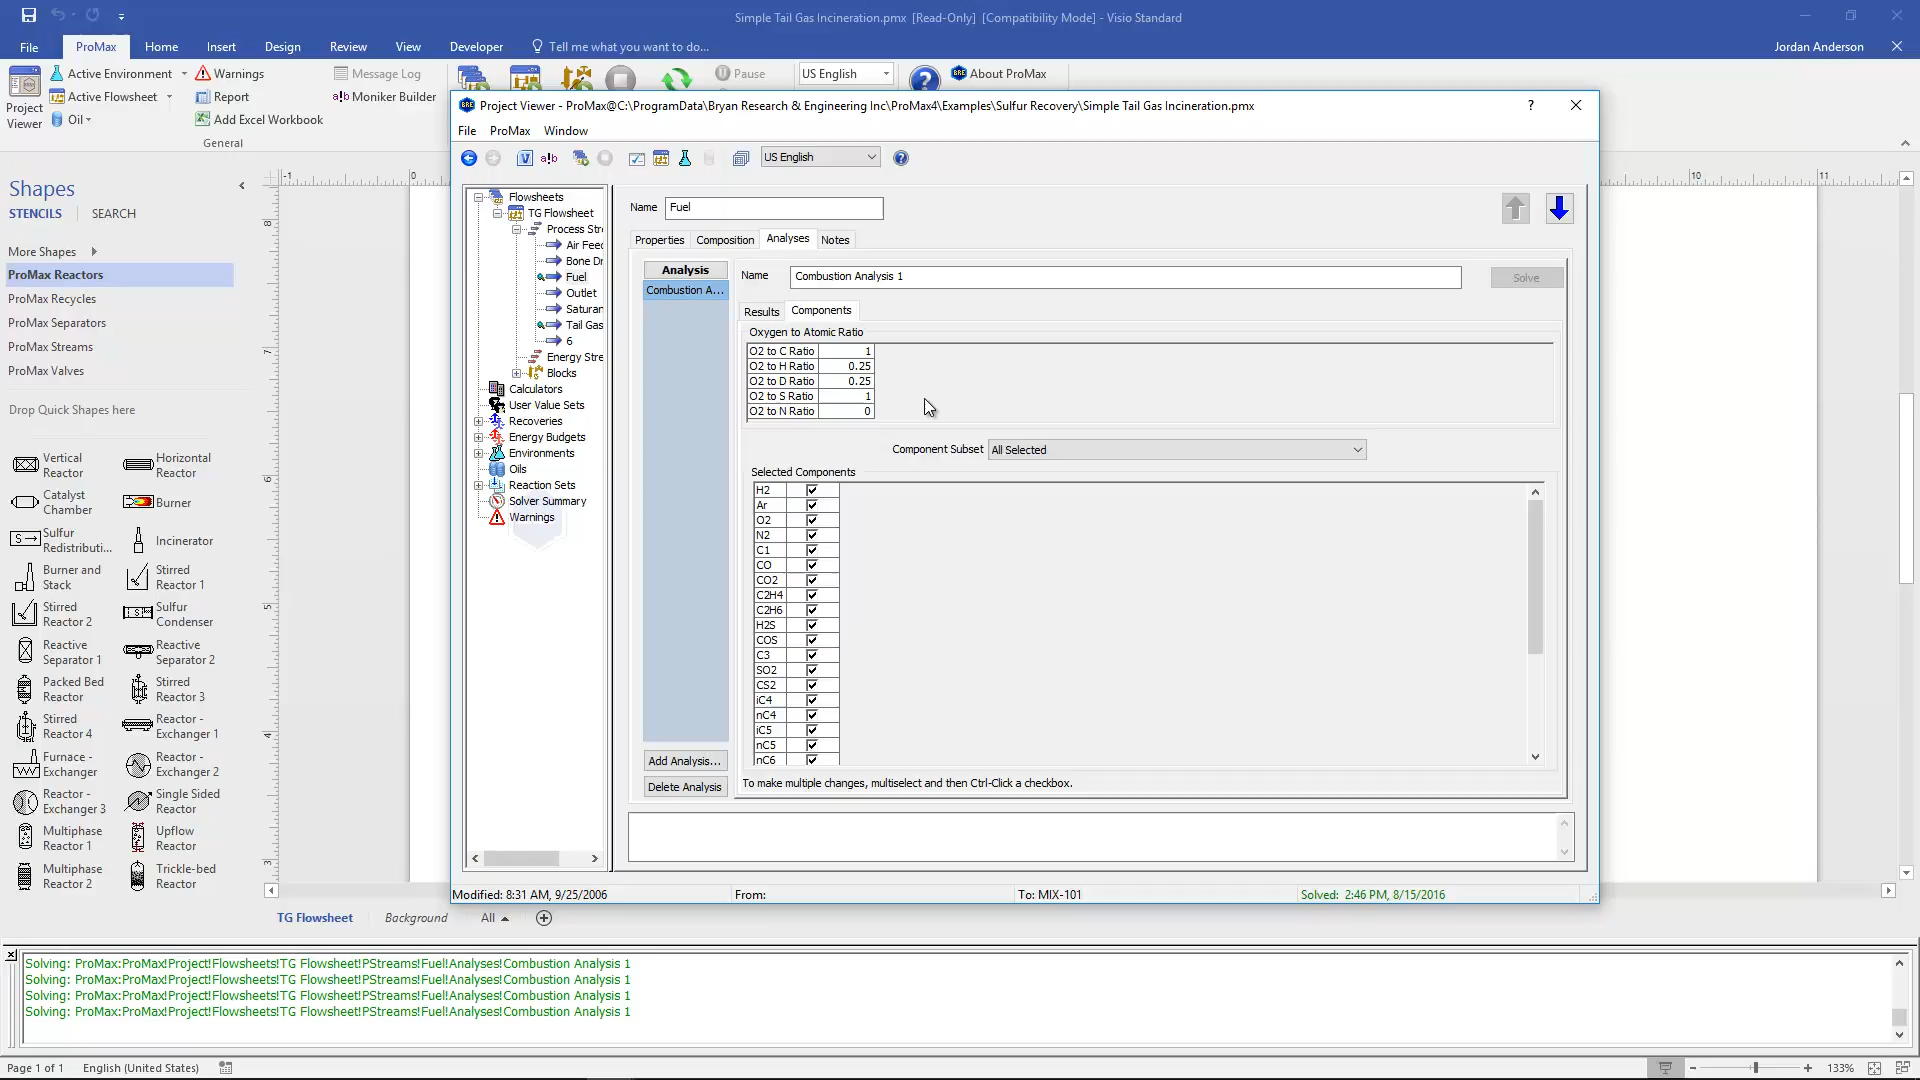 Simple Tail Gas Incineration.pmx [Read-Only] [Compatibility Mode] - Visio Standard
File
ProMax
Home
Insert
Design
Review
View
Developer
Tell me what you want to do...
Jordan Anderson
Project Viewer
Active Environment
Active Flowsheet
Oil
Warnings
Report
Add Excel Workbook
General
Message Log
a!b Moniker Builder
Pause
US English
BRE About ProMax
Project Viewer - ProMax@C:\ProgramData\Bryan Research & Engineering Inc\ProMax4\Examples\Sulfur Recovery\Simple Tail Gas Incineration.pmx
File
ProMax
Window
US English
Shapes
STENCILS
SEARCH
More Shapes
ProMax Reactors
ProMax Recycles
ProMax Separators
ProMax Streams
ProMax Valves
Drop Quick Shapes here
Vertical Reactor
Horizontal Reactor
Catalyst Chamber
Burner
Sulfur Redistributi...
Incinerator
Burner and Stack
Stirred Reactor 1
Stirred Reactor 2
Sulfur Condenser
Reactive Separator 1
Reactive Separator 2
Packed Bed Reactor
Stirred Reactor 3
Stirred Reactor 4
Reactor - Exchanger 1
Furnace - Exchanger
Reactor - Exchanger 2
Reactor - Exchanger 3
Single Sided Reactor
Multiphase Reactor 1
Upflow Reactor
Multiphase Reactor 2
Trickle-bed Reactor
-1
0
10
11
8
7
6
5
4
3
Flowsheets
TG Flowsheet
Process Stre
Air Feed
Bone Dr
Fuel
Outlet
Saturan
Tail Gas
6
Energy Stre
Blocks
Calculators
User Value Sets
Recoveries
Energy Budgets
Environments
Oils
Reaction Sets
Solver Summary
Warnings
Name
Fuel
Properties
Composition
Analyses
Notes
Analysis
Combustion A...
Add Analysis...
Delete Analysis
Name
Combustion Analysis 1
Solve
Results
Components
Oxygen to Atomic Ratio
O2 to C Ratio 1
O2 to H Ratio 0.25
O2 to D Ratio 0.25
O2 to S Ratio 1
O2 to N Ratio 0
Component Subset
All Selected
Selected Components
H2
Ar
O2
N2
C1
CO
CO2
C2H4
C2H6
H2S
COS
C3
SO2
CS2
iC4
nC4
iC5
nC5
nC6
To make multiple changes, multiselect and then Ctrl-Click a checkbox.
Modified: 8:31 AM, 9/25/2006
From:
To: MIX-101
Solved: 2:46 PM, 8/15/2016
TG Flowsheet
Background
All
Solving: ProMax:ProMax!Project!Flowsheets!TG Flowsheet!PStreams!Fuel!Analyses!Combustion Analysis 1
Solving: ProMax:ProMax!Project!Flowsheets!TG Flowsheet!PStreams!Fuel!Analyses!Combustion Analysis 1
Solving: ProMax:ProMax!Project!Flowsheets!TG Flowsheet!PStreams!Fuel!Analyses!Combustion Analysis 1
Solving: ProMax:ProMax!Project!Flowsheets!TG Flowsheet!PStreams!Fuel!Analyses!Combustion Analysis 1
Page 1 of 1
English (United States)
133%